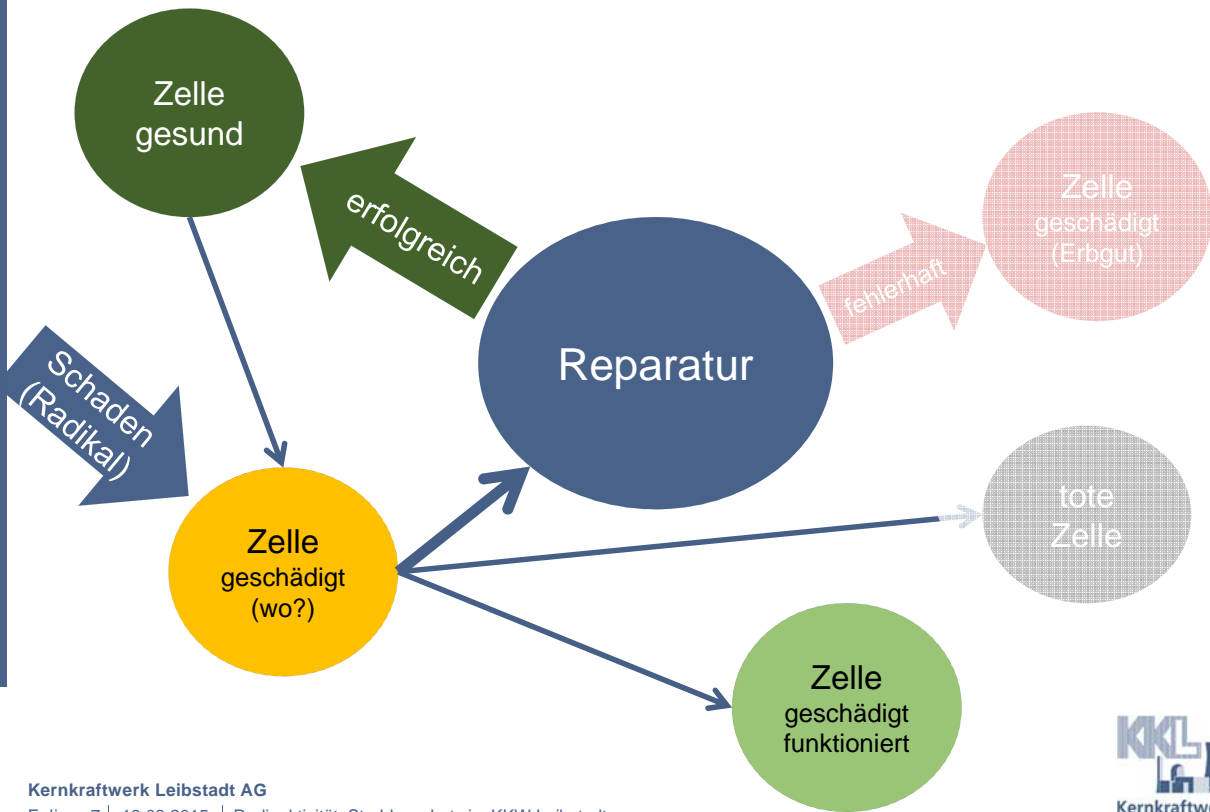 Zelle
gesund
erfolgreich
Schaden
(Radikal)
Reparatur
fehlerhaft
Zelle
geschädigt
(Erbgut)
Zelle
geschädigt
(wo?)
tote
Zelle
Zelle
geschädigt
funktioniert
KKL
Kernkraftwerk Leibstadt AG